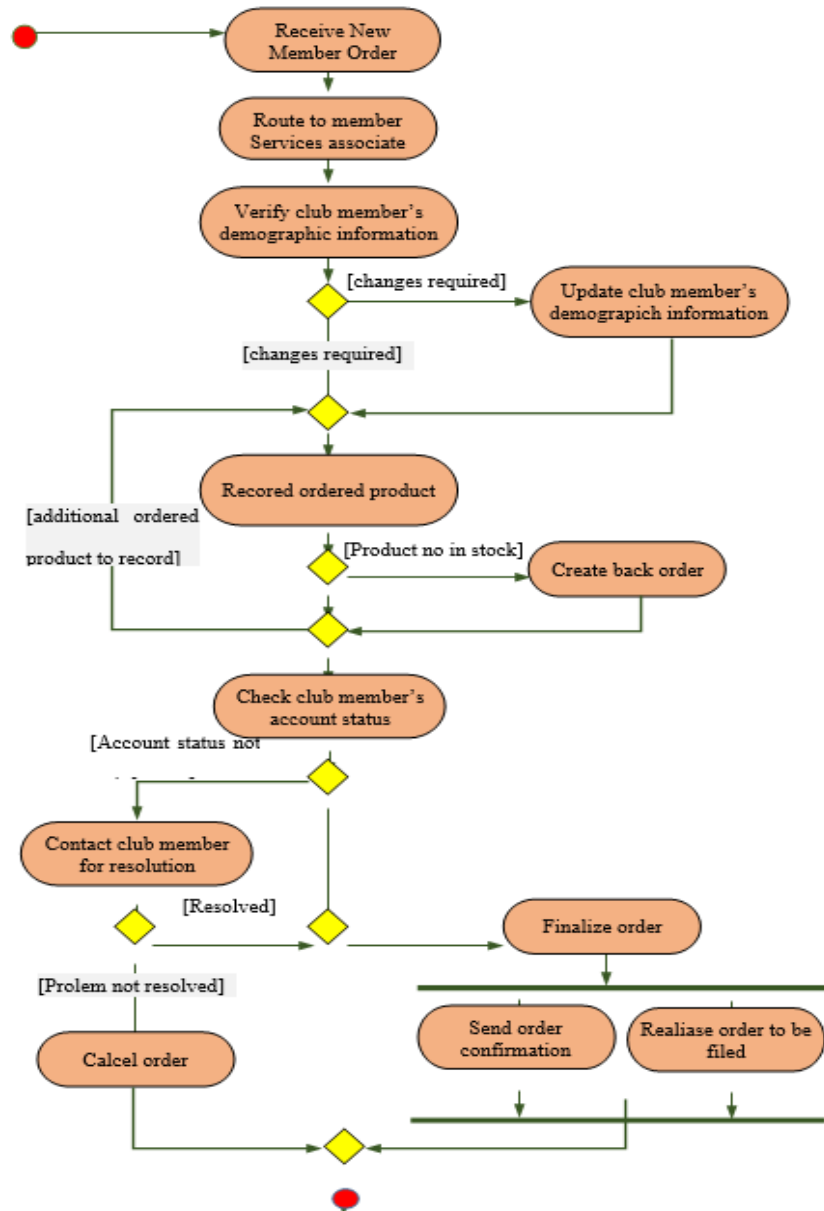 Receive New
Member Order
Route to member
Services associate
Verify club member's
demographic information
[changes required]
Update club member's
demograpich information
[changes required]
Recored ordered product
[additional ordered
product to record]
[Product no in stock]
Create back order
Check club member's
account status
[Account status not
Contact club member
for resolution
[Resolved]
Finalize order
[Prolem not resolved]
Send order
confirmation
Realiase order to be
filed
Calcel order